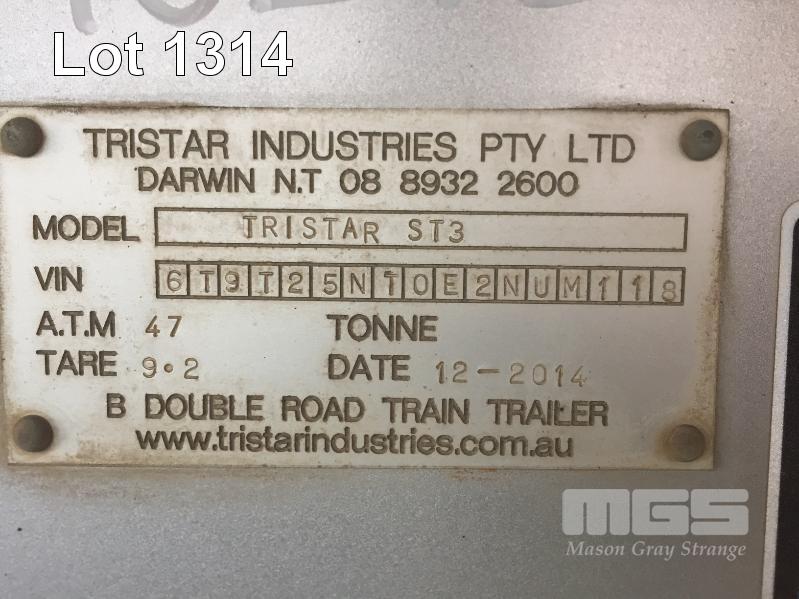 Lot 1314
TRISTAR INDUSTRIES PTY LTD
DARWIN N.T 08 8932 2600
MODEL TRISTAR ST3
VIN 6T9T25NT0E2NUM118
A.T.M 47 TONNE
TARE 9.2 DATE 12-2014
B DOUBLE ROAD TRAIN TRAILER
www.tristarindustries.com.au
MGS
Mason Gray Strange